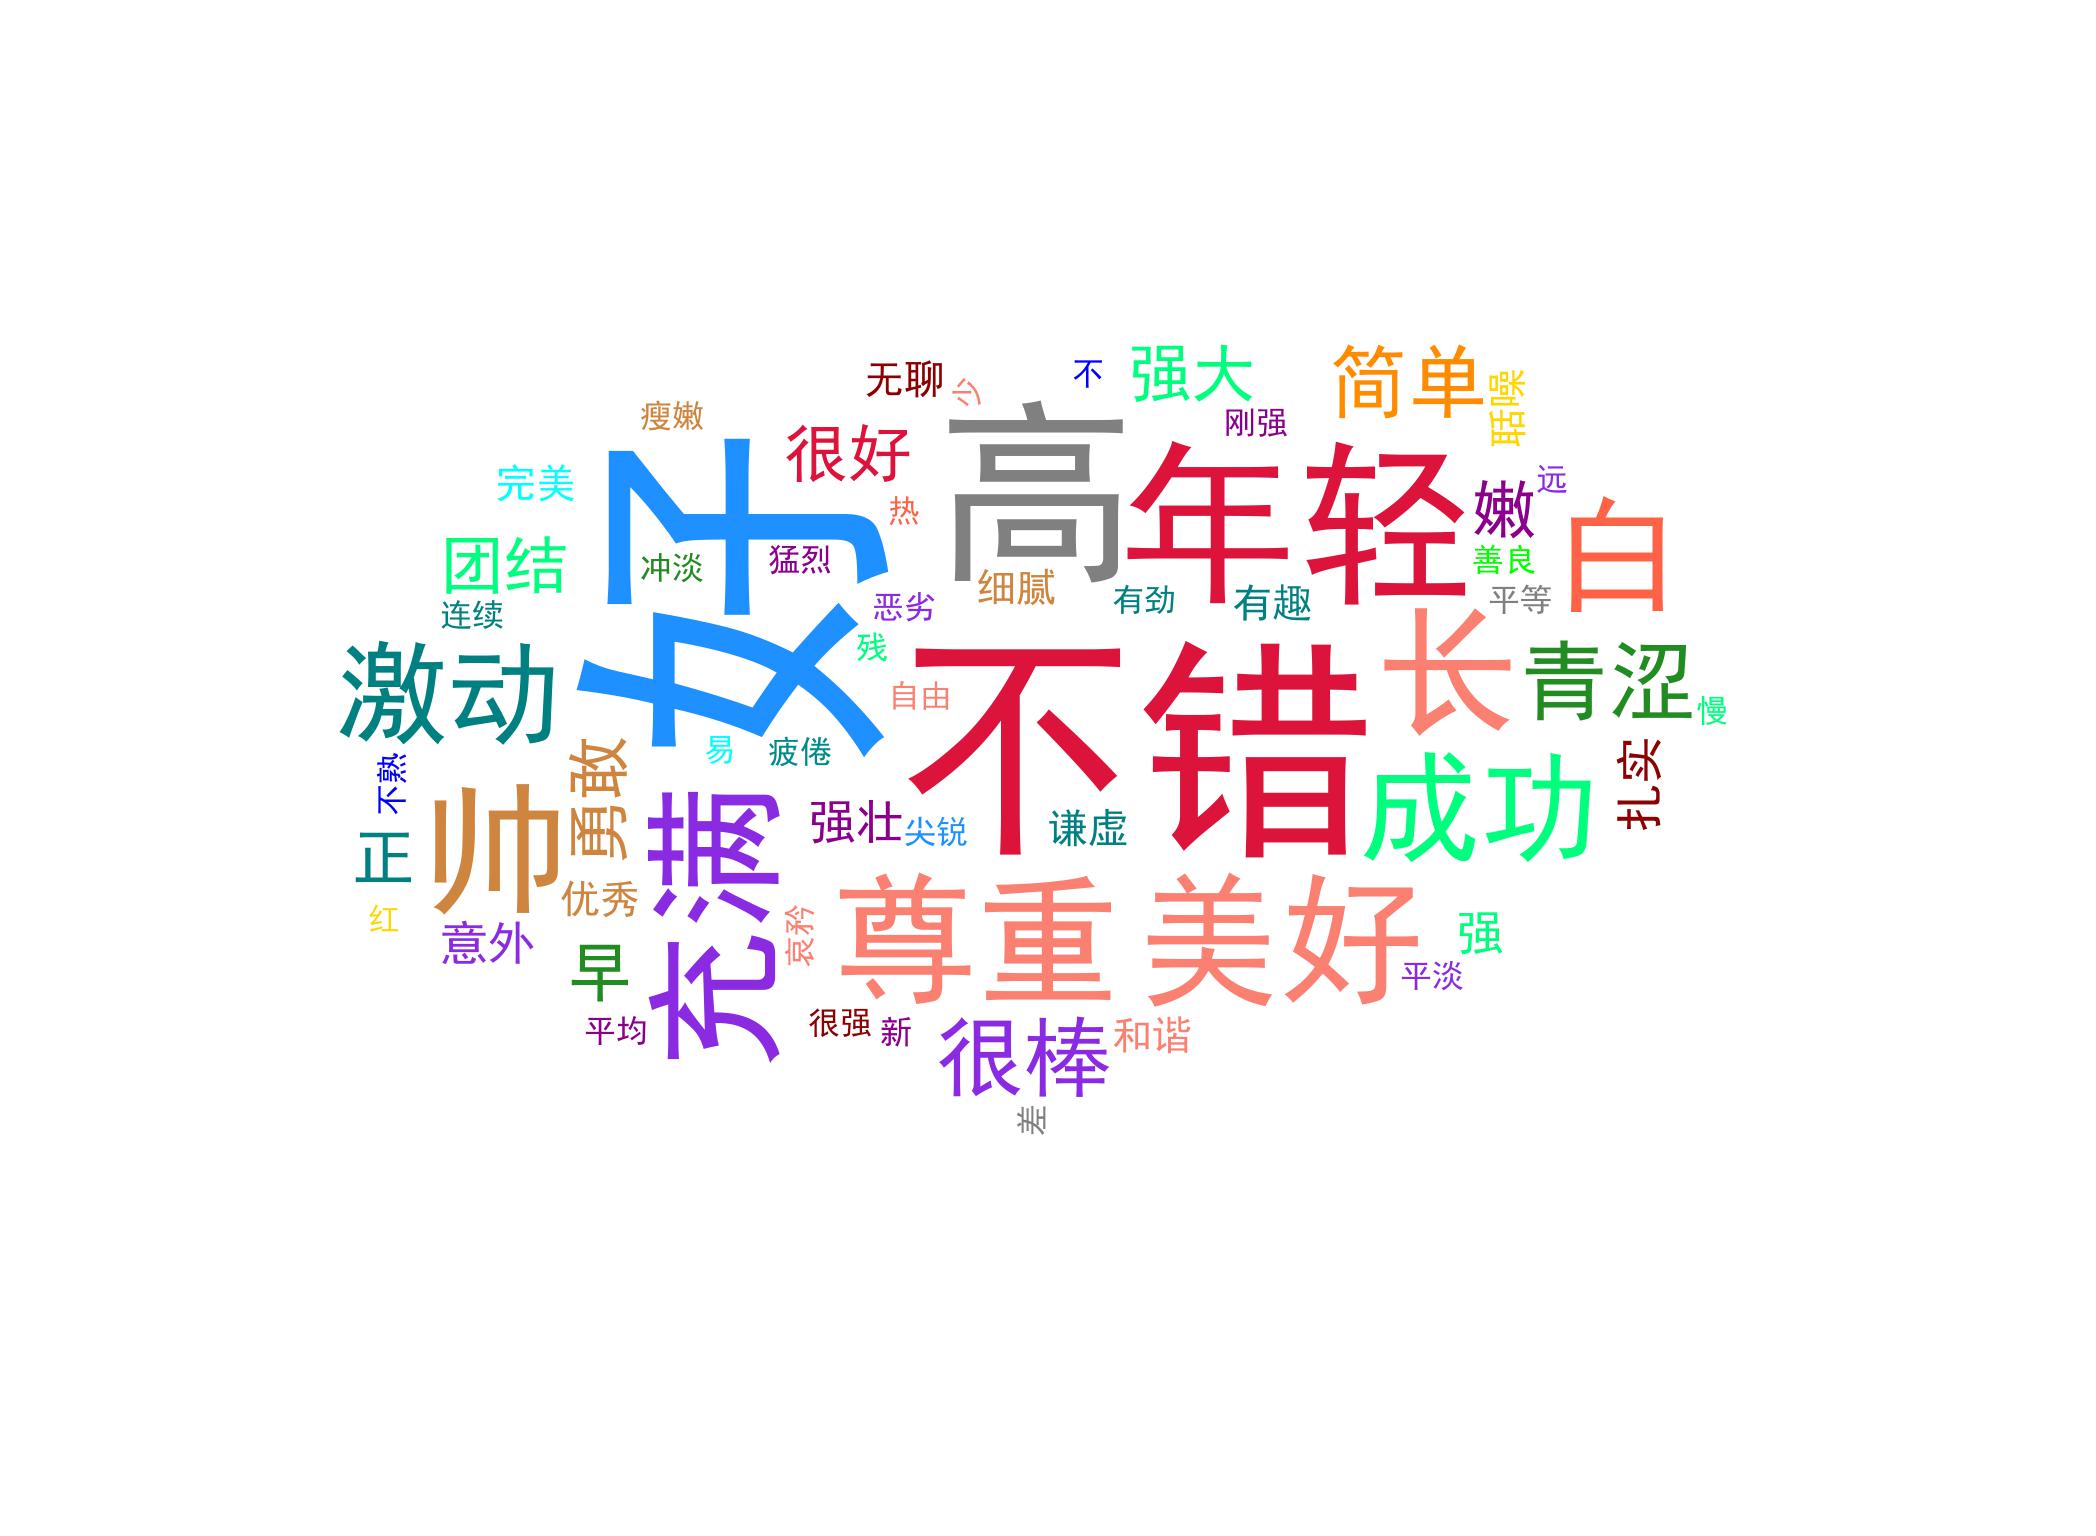 无聊
少
不
强大
简单
聒噪
瘦嫩
很好
高
刚强
完美
好
热
年轻
嫩
远
白
团结
冲淡
猛烈
细腻
善良
连续
恶劣
有劲
有趣
平等
激动
残
不错
长
青涩
自由
慢
易
疲倦
不熟
勇敢
成功
扎实
帅
充满
强壮
尖锐
谦虚
正
优秀
尊重
美好
红
意外
哀矜
强
早
平淡
平均
很强
新
很棒
和谐
差